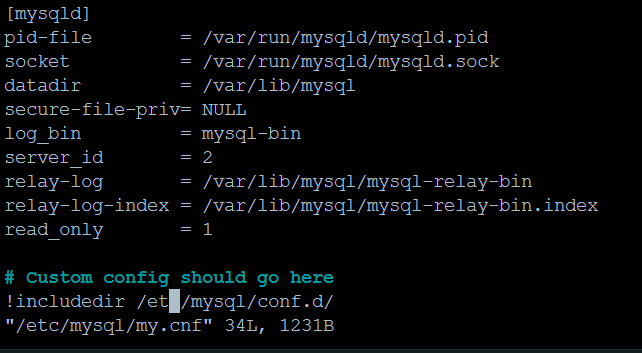 [mysqld]
pid-file        = /var/run/mysqld/mysqld.pid
socket          = /var/run/mysqld/mysqld.sock
datadir         = /var/lib/mysql
secure-file-priv= NULL
log_bin         = mysql-bin
server_id       = 2
relay-log       = /var/lib/mysql/mysql-relay-bin
relay-log-index = /var/lib/mysql/mysql-relay-bin.index
read_only       = 1
# Custom config should go here
!includedir /et /mysql/conf.d/
"/etc/mysql/my.cnf" 34L, 1231B